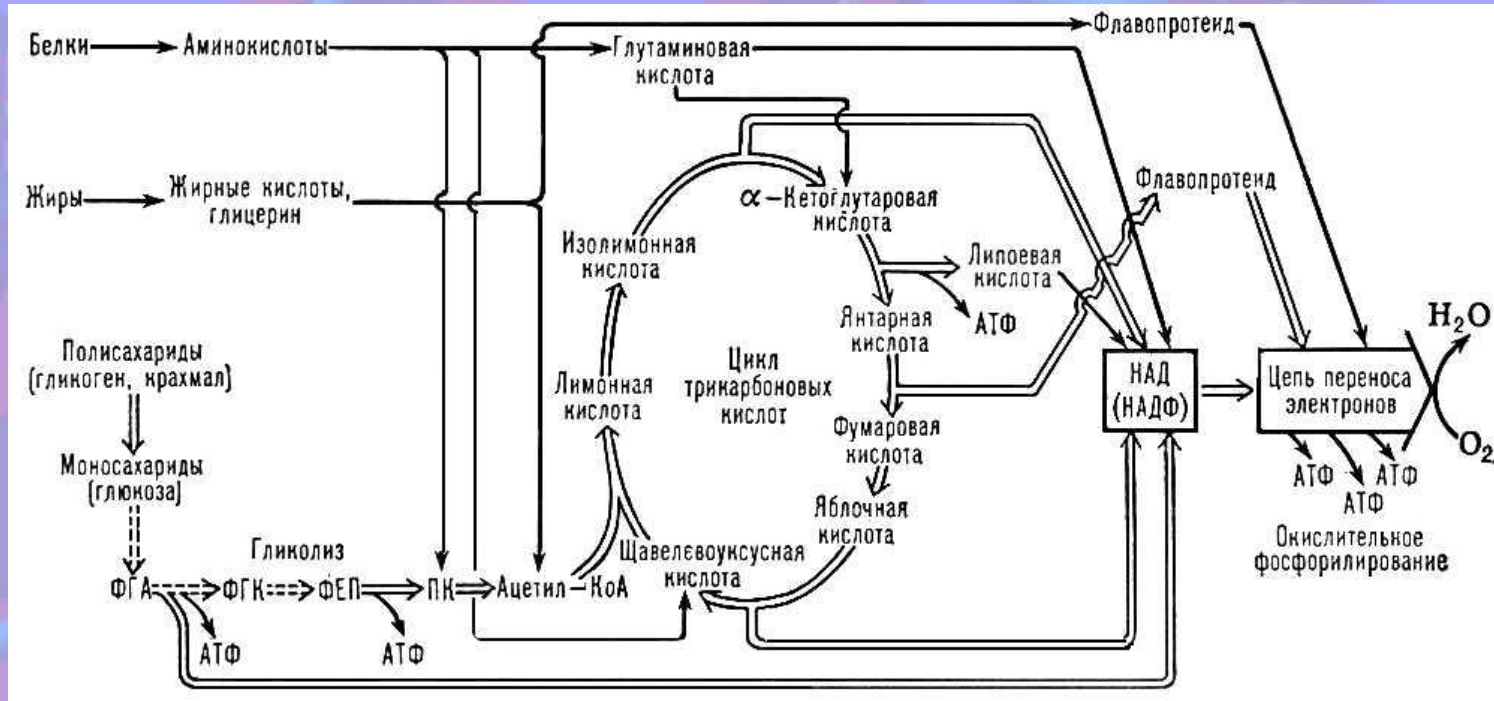 Белки
Аминокислоты
Глутаминовая
кислота
Флавопротеид
Жиры
Жирные кислоты,
глицерин
Флавопротеид
α–Кетоглутаровая
кислота
Изолимонная
кислота
Липоевая
кислота
АТФ
Янтарная
кислота
Полисахариды
(гликоген, крахмал)
Лимонная
кислота
Цикл
трикарбоновых
кислот
НАД
(НАДФ)
Цепь переноса
электронов
H₂O
O₂
Фумаровая
кислота
Моносахариды
(глюкоза)
АТФ
АТФ
АТФ
Яблочная
кислота
Окислительное
фосфорилирование
Гликолиз
Щавелевоуксусная
кислота
ФГА
ФГК
ФЕП
ПК
Ацетил–КоА
АТФ
АТФ